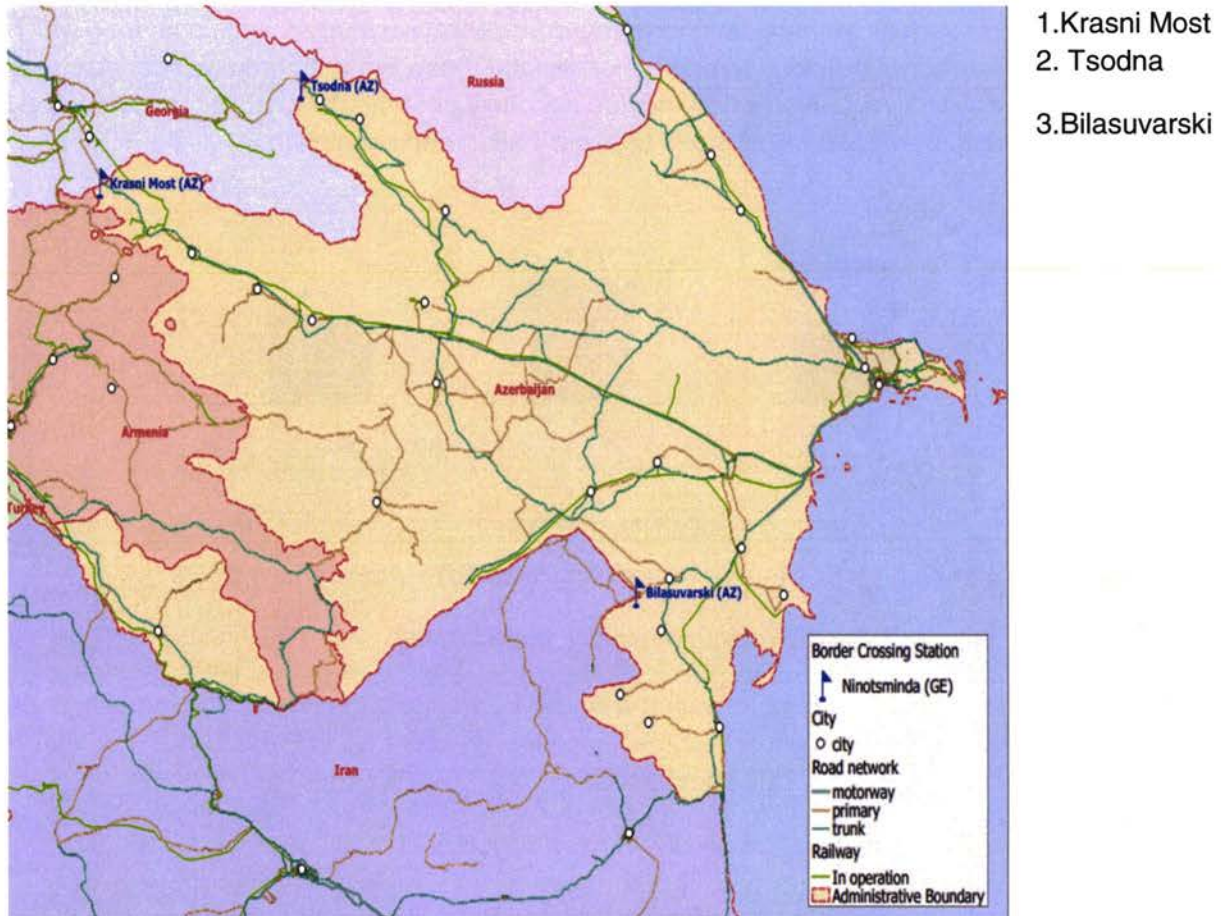 1.Krasni Most
2. Tsodna
3.Bilasuvarski
Russia
Tsodna (AZ)
Georgia
Krasni Most (AZ)
Azerbaijan
Armenia
Turkey
Bilasuvarski (AZ)
Iran
Border Crossing Station
Ninotsminda (GE)
City
city
Road network
motorway
primary
trunk
Railway
In operation
Administrative Boundary